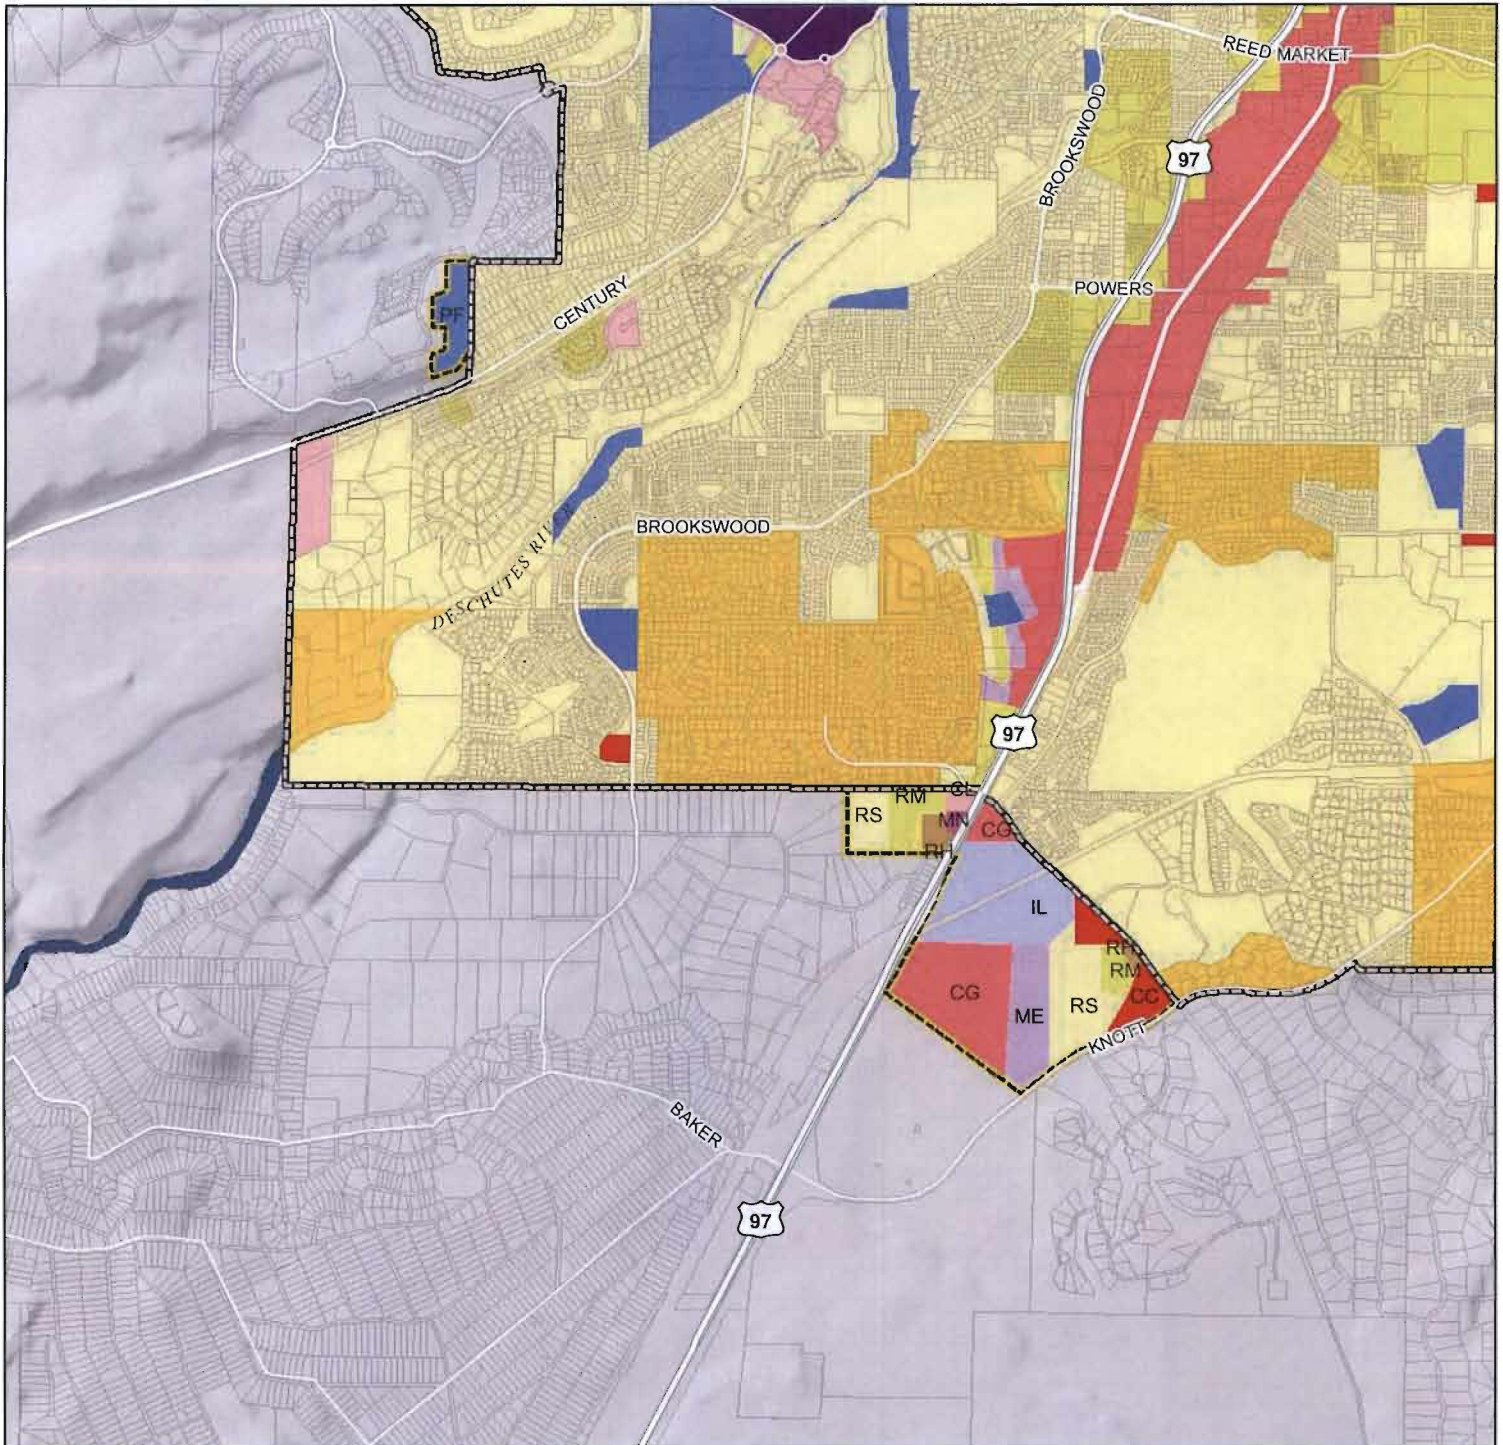 REED MARKET
BROOKSWOOD
97
PF
CENTURY
POWERS
BROOKSWOOD
DESCHUTES RIVER
97
CL
RM
RS
MN
CG
RH
IL
RH
RM
CG
CC
RS
ME
KNOTT
BAKER
97